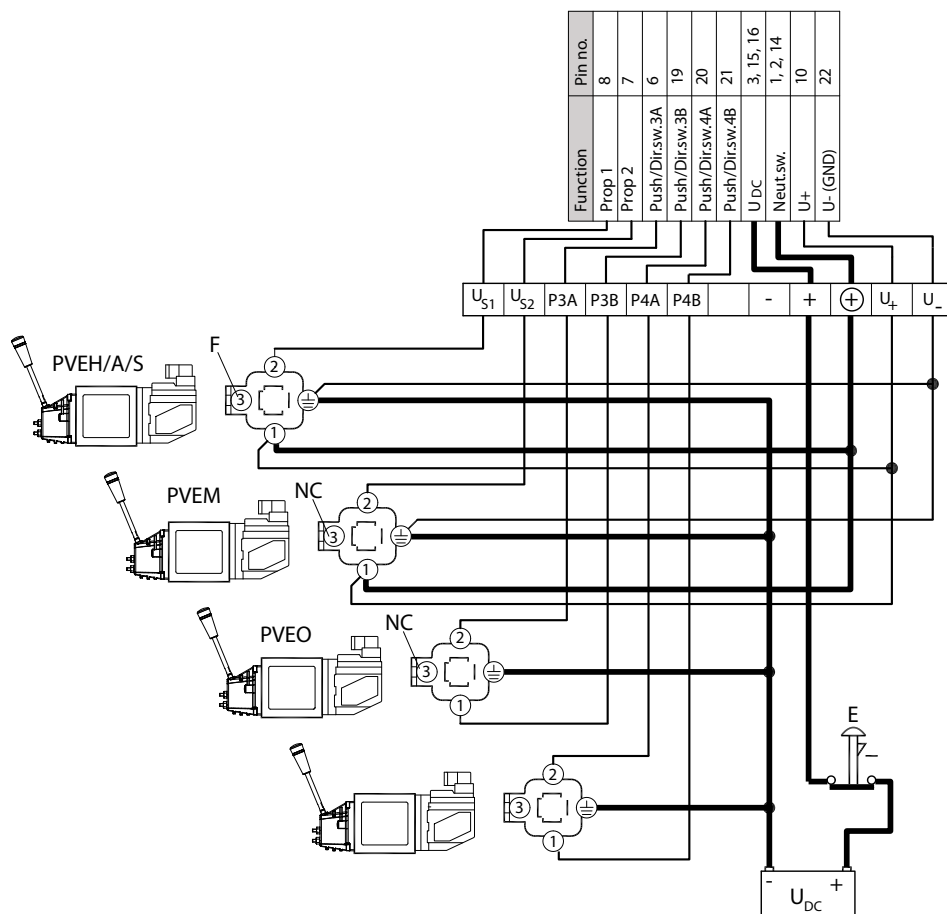 Function Pin no.
Prop 1 8
Prop 2 7
Push/Dir.sw.3A 6
Push/Dir.sw.3B 19
Push/Dir.sw.4A 20
Push/Dir.sw.4B 21
UDC 3, 15, 16
Neut.sw. 1, 2, 14
U+ 10
U- (GND) 22
US1 US2 P3A P3B P4A P4B - + + U+ U-
PVEH/A/S
F
2
3
1
PVEM
NC
2
3
1
PVEO
NC
2
3
1
E
2
3
1
- +
UDC